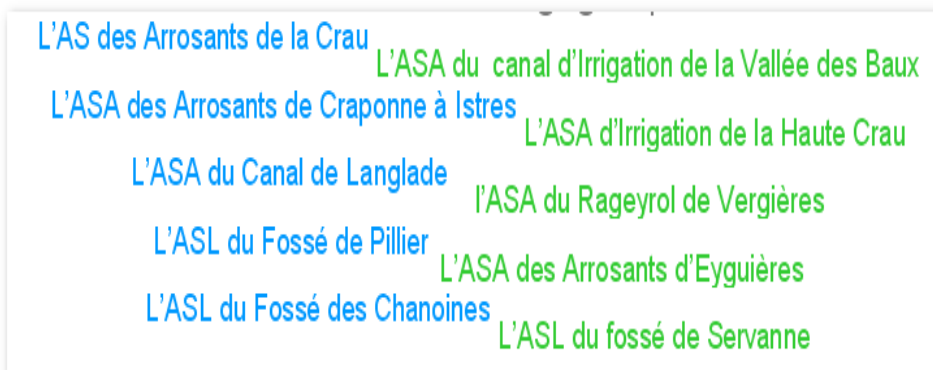 L'AS des Arrosants de la Crau
L'ASA du canal d'Irrigation de la Vallée des Baux
L'ASA des Arrosants de Craponne à Istres
L'ASA d'Irrigation de la Haute Crau
L'ASA du Canal de Langlade
l'ASA du Rageyrol de Vergières
L'ASL du Fossé de Pillier
L'ASA des Arrosants d'Eyguières
L'ASL du Fossé des Chanoines
L'ASL du fossé de Servanne